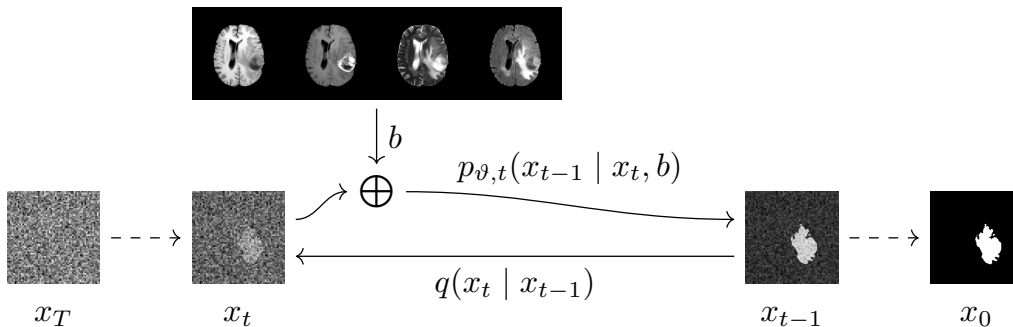 b
p_{ϑ,t}(x_{t−1} | x_t, b)
q(x_t | x_{t−1})
x_T x_t x_{t−1} x_0